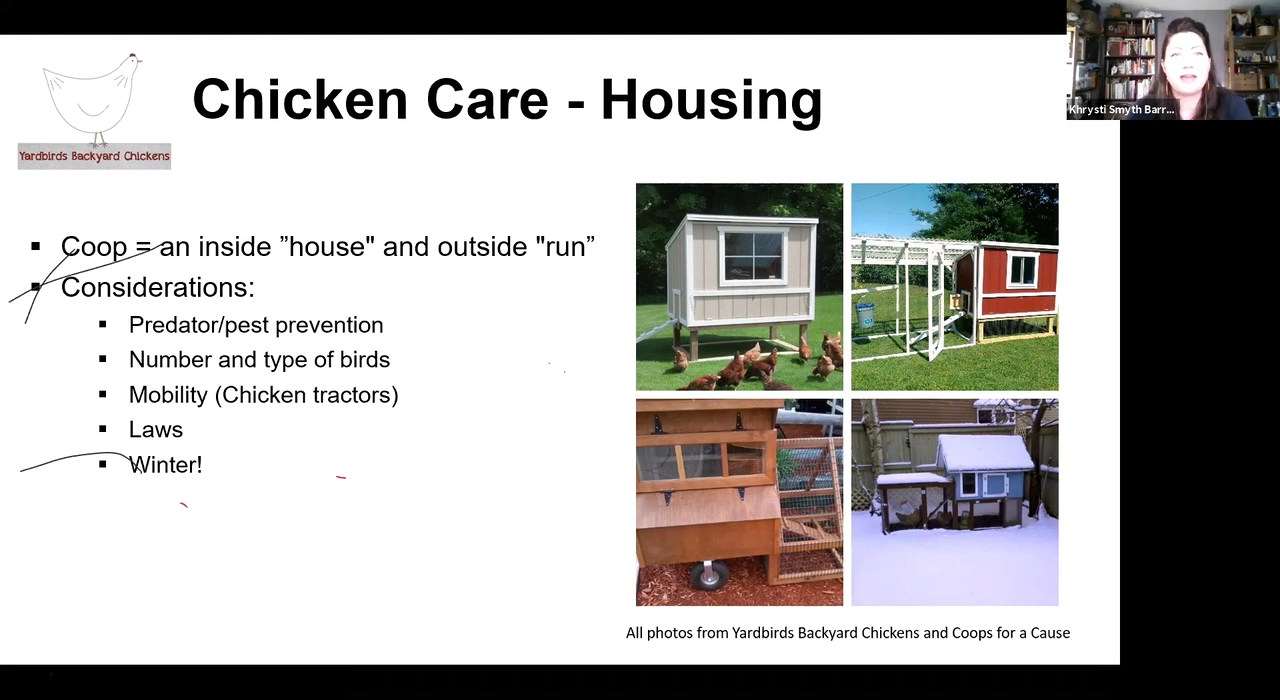 Chicken Care - Housing
Khrysti Smyth Barr...
Yardbirds Backyard Chickens
▪ Coop = an inside ”house" and outside "run”
▪ Considerations:
▪ Predator/pest prevention
▪ Number and type of birds
▪ Mobility (Chicken tractors)
▪ Laws
▪ Winter!
All photos from Yardbirds Backyard Chickens and Coops for a Cause